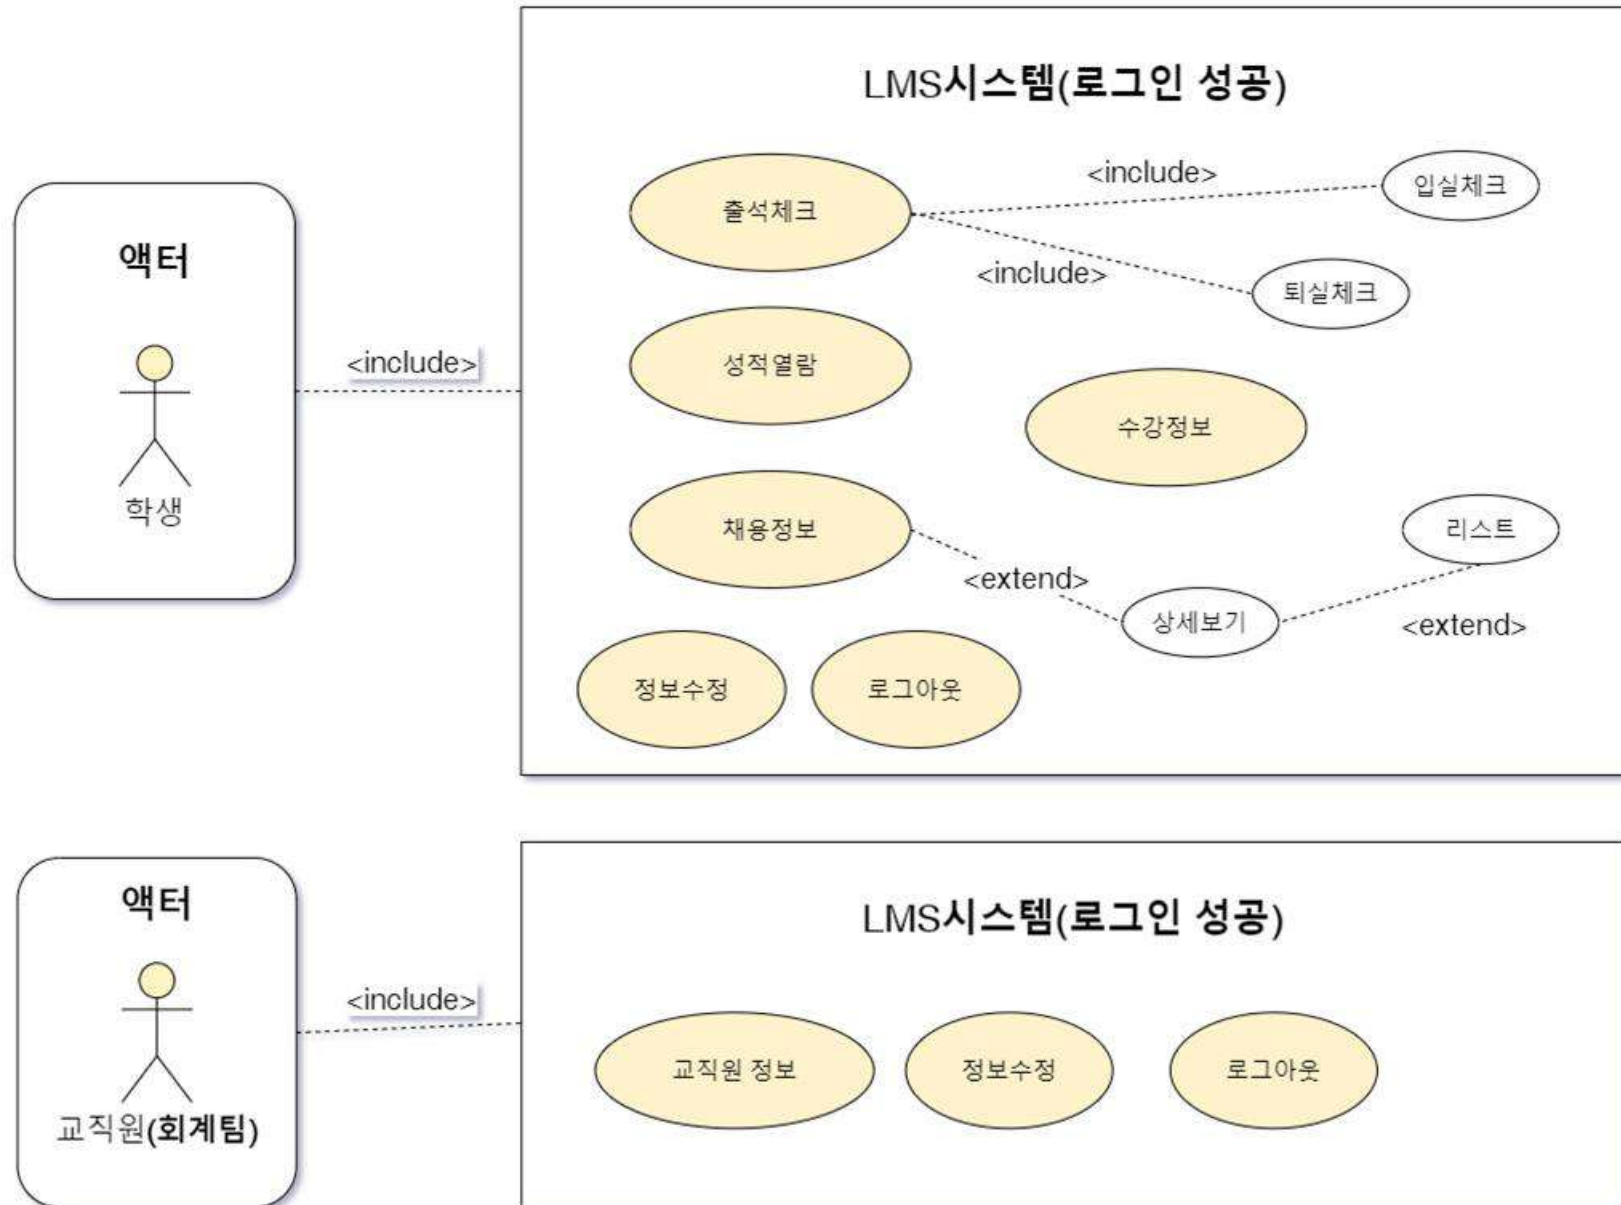 LMS시스템(로그인 성공)
액터
<include>
학생
출석체크
<include>
입실체크
<include>
퇴실체크
성적열람
수강정보
채용정보
<extend>
상세보기
리스트
<extend>
정보수정
로그아웃
액터
<include>
교직원(회계팀)
LMS시스템(로그인 성공)
교직원 정보
정보수정
로그아웃